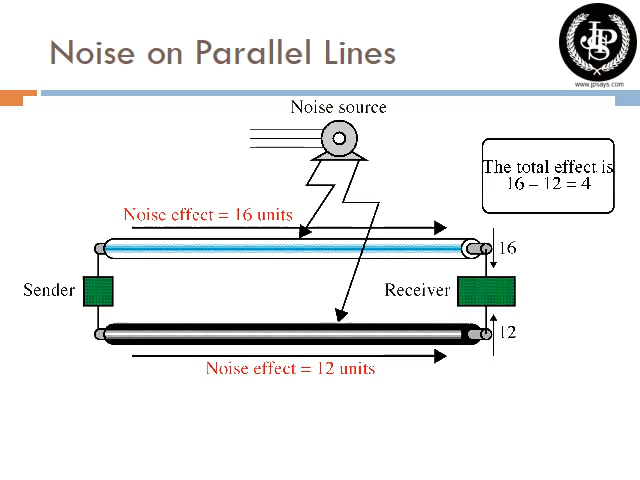 Noise on Parallel Lines
JPS
www.jpsays.com
Noise source
The total effect is
16 – 12 = 4
Noise effect = 16 units
16
Sender
Receiver
12
Noise effect = 12 units